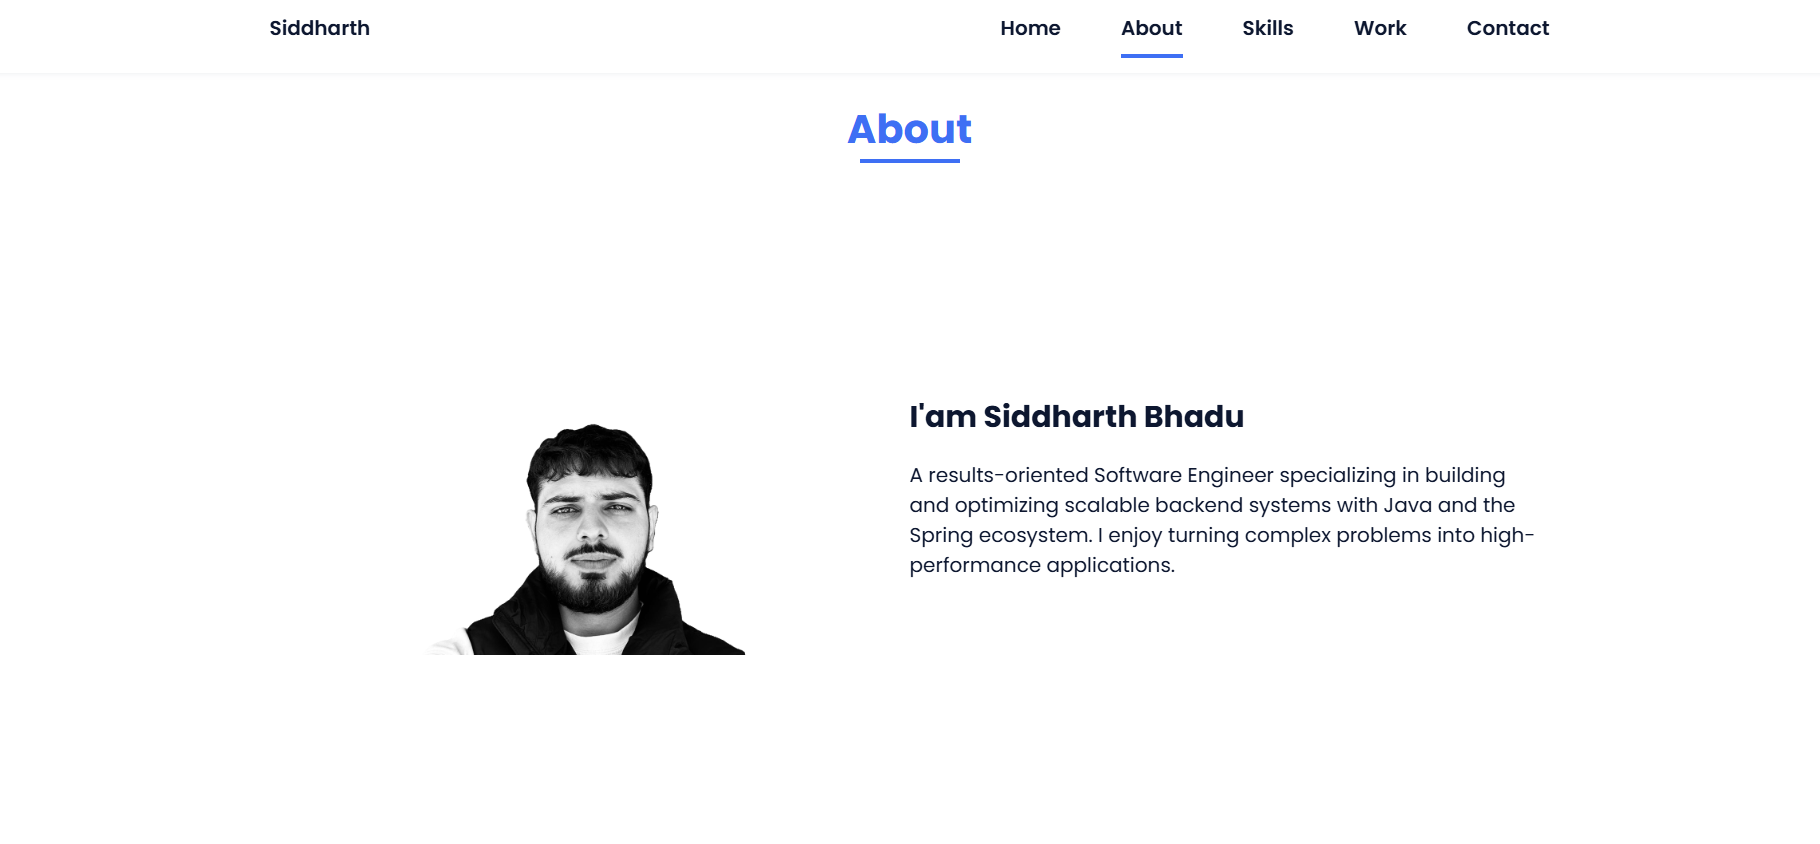 Siddharth
Home About Skills Work Contact
About
I'am Siddharth Bhadu
A results-oriented Software Engineer specializing in building
and optimizing scalable backend systems with Java and the
Spring ecosystem. I enjoy turning complex problems into high-
performance applications.